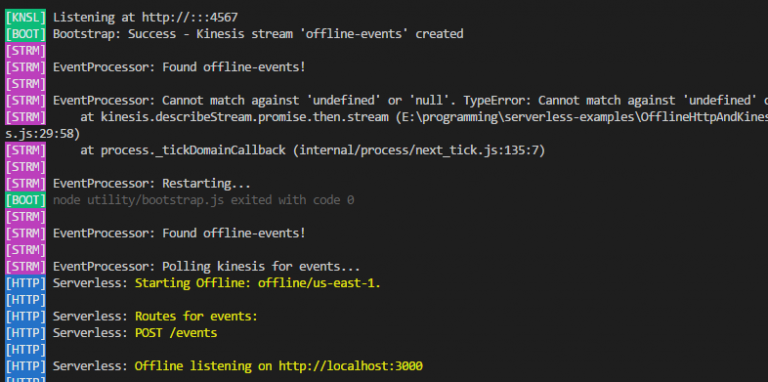 [KNSL] Listening at http://:::4567
[BOOT] Bootstrap: Success - Kinesis stream 'offline-events' created
[STRM]
[STRM] EventProcessor: Found offline-events!
[STRM]
[STRM] EventProcessor: Cannot match against 'undefined' or 'null'. TypeError: Cannot match against 'undefined'
[STRM] at kinesis.describeStream.promise.then.stream (E:\programming\serverless-examples\OfflineHttpAndKines
s.js:29:58)
[STRM] at process._tickDomainCallback (internal/process/next_tick.js:135:7)
[STRM]
[STRM] EventProcessor: Restarting...
[BOOT] node utility/bootstrap.js exited with code 0
[STRM]
[STRM] EventProcessor: Found offline-events!
[STRM]
[STRM] EventProcessor: Polling kinesis for events...
[HTTP] Serverless: Starting Offline: offline/us-east-1.
[HTTP]
[HTTP] Serverless: Routes for events:
[HTTP] Serverless: POST /events
[HTTP]
[HTTP] Serverless: Offline listening on http://localhost:3000
[HTTP]